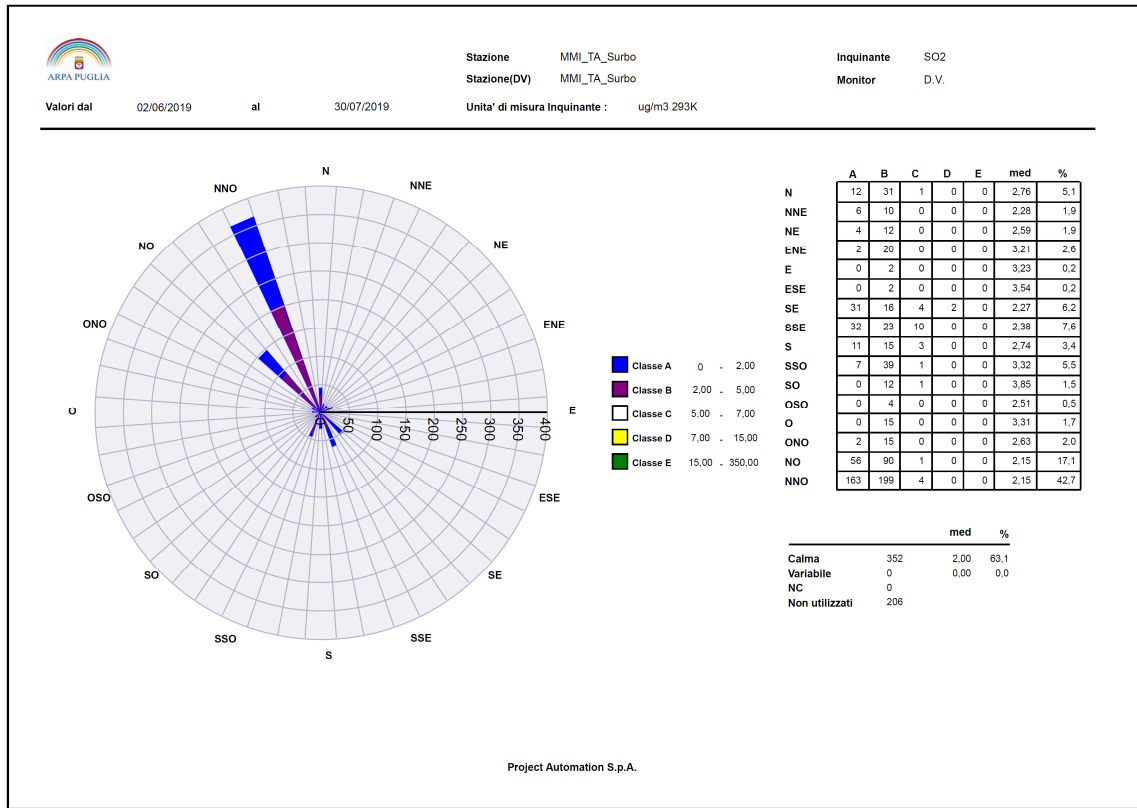 ARPA PUGLIA
Stazione MMI_TA_Surbo Inquinante SO2
Stazione(DV) MMI_TA_Surbo Monitor D.V.
Valori dal 02/06/2019 al 30/07/2019 Unita' di misura Inquinante : ug/m3 293K
N
NNE
NE
ENE
E
ESE
SE
SSE
S
SSO
SO
OSO
O
ONO
NO
NNO
0 50 100 150 200 250 300 350 400
Classe A 0 - 2,00
Classe B 2,00 - 5,00
Classe C 5,00 - 7,00
Classe D 7,00 - 15,00
Classe E 15,00 - 350,00
A B C D E med %
N 12 31 1 0 0 2,76 5,1
NNE 6 10 0 0 0 2,28 1,9
NE 4 12 0 0 0 2,59 1,9
ENE 2 20 0 0 0 3,21 2,6
E 0 2 0 0 0 3,23 0,2
ESE 0 2 0 0 0 3,54 0,2
SE 31 16 4 2 0 2,27 6,2
SSE 32 23 10 0 0 2,38 7,6
S 11 15 3 0 0 2,74 3,4
SSO 7 39 1 0 0 3,32 5,5
SO 0 12 1 0 0 3,85 1,5
OSO 0 4 0 0 0 2,51 0,5
O 0 15 0 0 0 3,31 1,7
ONO 2 15 0 0 0 2,63 2,0
NO 56 90 1 0 0 2,15 17,1
NNO 163 199 4 0 0 2,15 42,7
med %
Calma 352 2,00 63,1
Variabile 0 0,00 0,0
NC 0
Non utilizzati 206
Project Automation S.p.A.